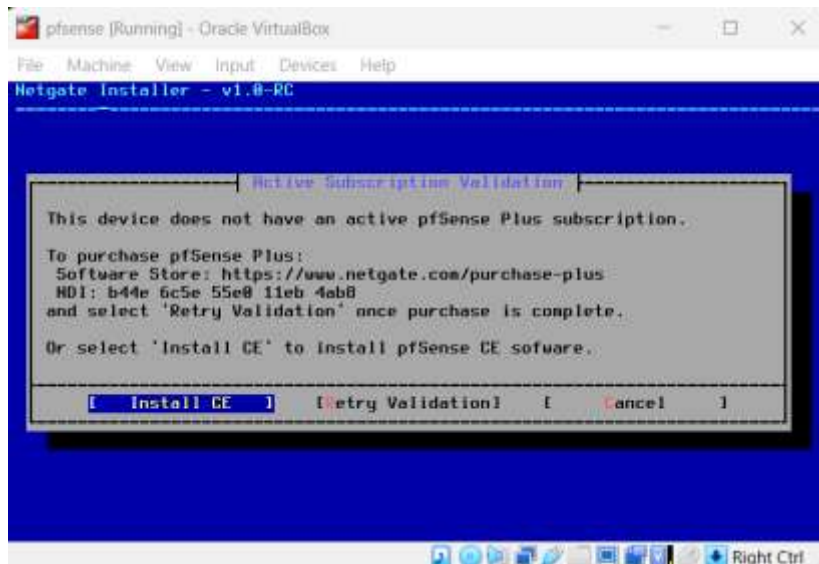 pfsense [Running] - Oracle VirtualBox
File Machine View Input Devices Help
Netgate Installer - v1.0-RC
Active Subscription Validation
This device does not have an active pfSense Plus subscription.
To purchase pfSense Plus:
Software Store: https://www.netgate.com/purchase-plus
NDI: b44e 6c5e 55e0 11eb 4ab8
and select 'Retry Validation' once purchase is complete.
Or select 'Install CE' to install pfSense CE sofware.
[ Install CE ] [Retry Validation] [ Cancel ]
Right Ctrl